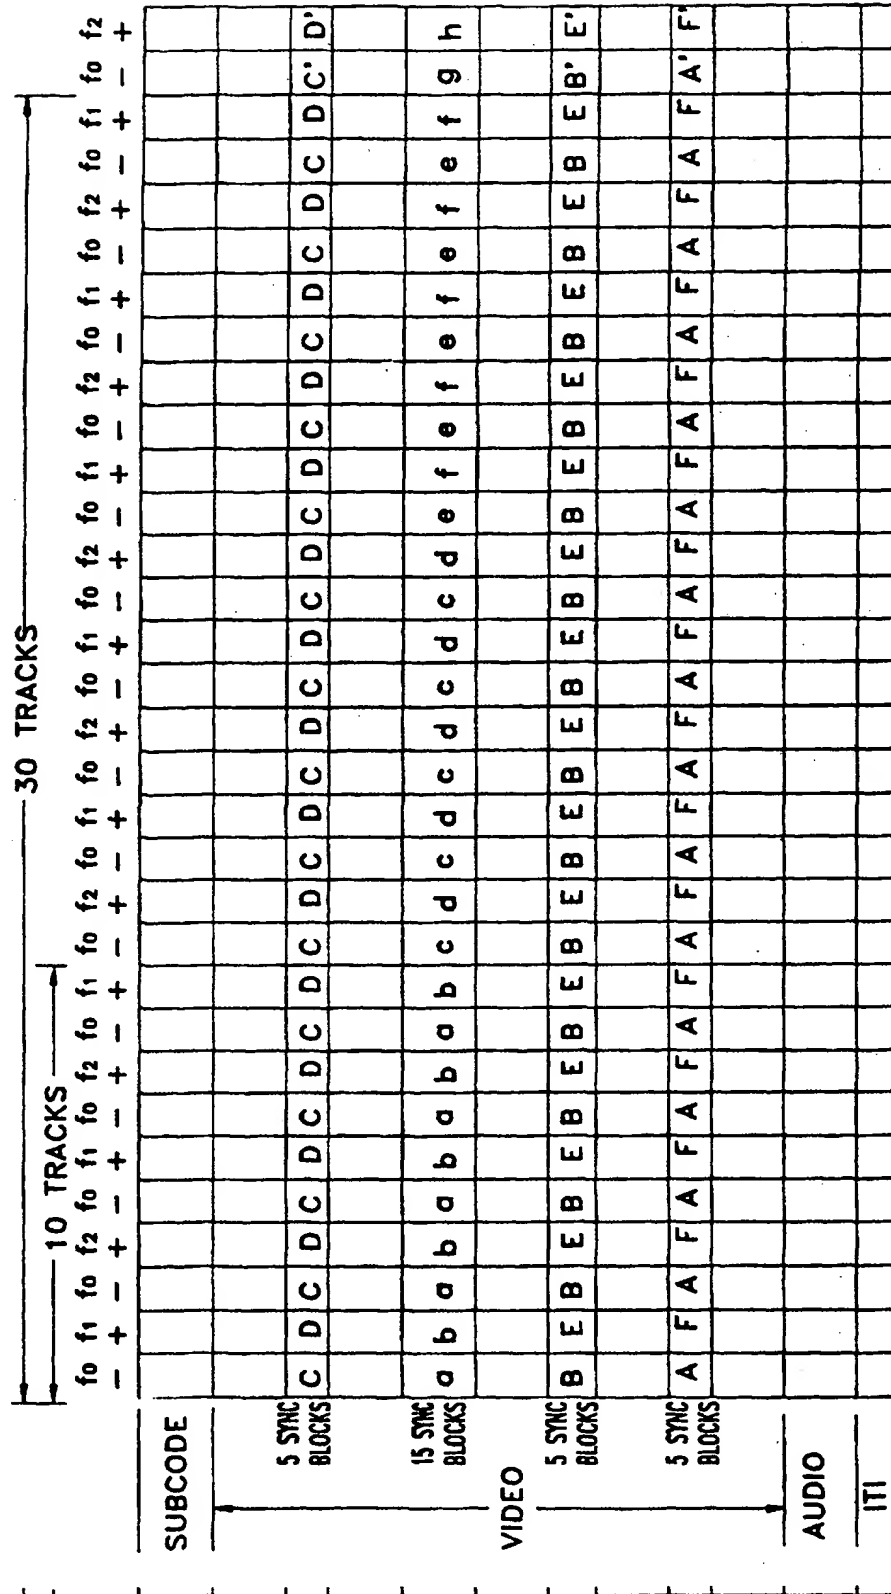 30 TRACKS
10 TRACKS
f0 f1 f0 f2 f0 f1 f0 f2 f0 f1 f0 f2 f0 f1 f0 f2 f0 f1 f0 f2 f0 f1 f0 f2 f0 f1 f0 f2 f0 f1 f0 f2
− + − + − + − + − + − + − + − + − + − + − + − + − + − + − + − +
SUBCODE
VIDEO
5 SYNC
BLOCKS
C D C D C D C D C D C D C D C D C D C D C D C D C D C D C D C' D'
15 SYNC
BLOCKS
a b a b a b a b a b c d c d c d c d c d e f e f e f e f e f g h
5 SYNC
BLOCKS
B E B E B E B E B E B E B E B E B E B E B E B E B E B E B E B' E'
5 SYNC
BLOCKS
A F A F A F A F A F A F A F A F A F A F A F A F A F A F A F A' F'
AUDIO
ITI